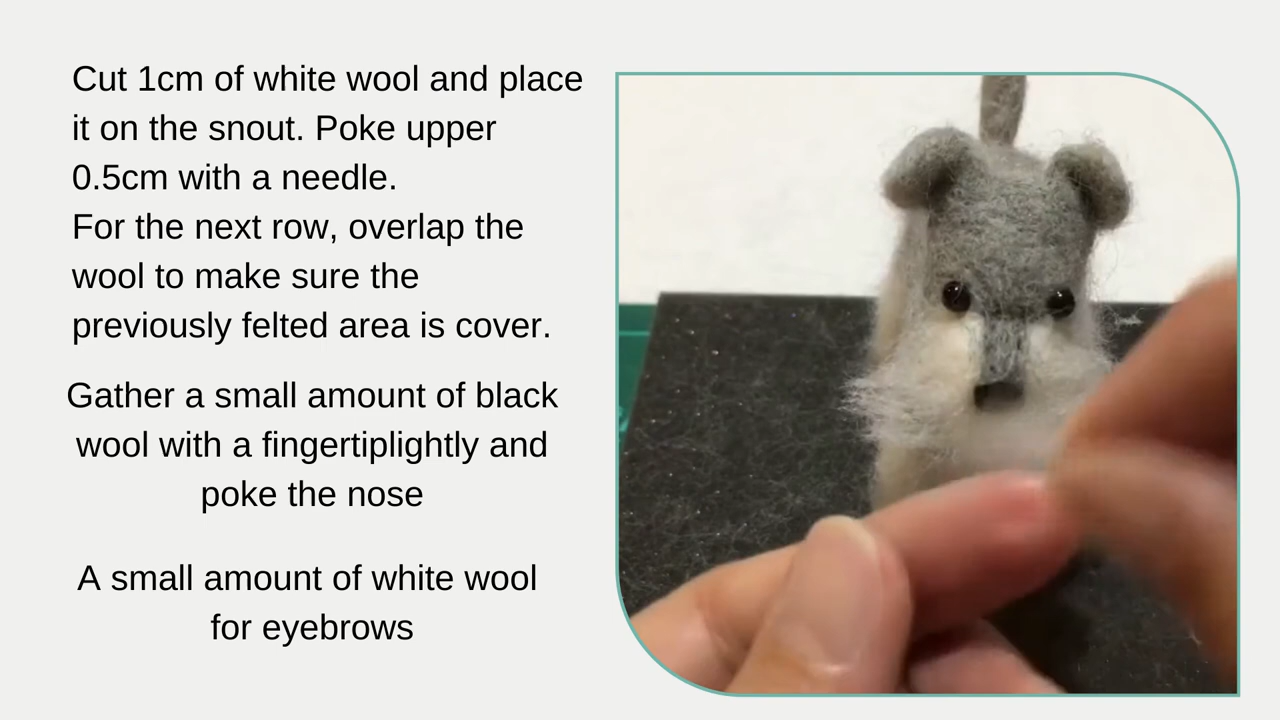 Cut 1cm of white wool and place
it on the snout. Poke upper
0.5cm with a needle.
For the next row, overlap the
wool to make sure the
previously felted area is cover.
Gather a small amount of black
wool with a fingertiplightly and
poke the nose
A small amount of white wool
for eyebrows